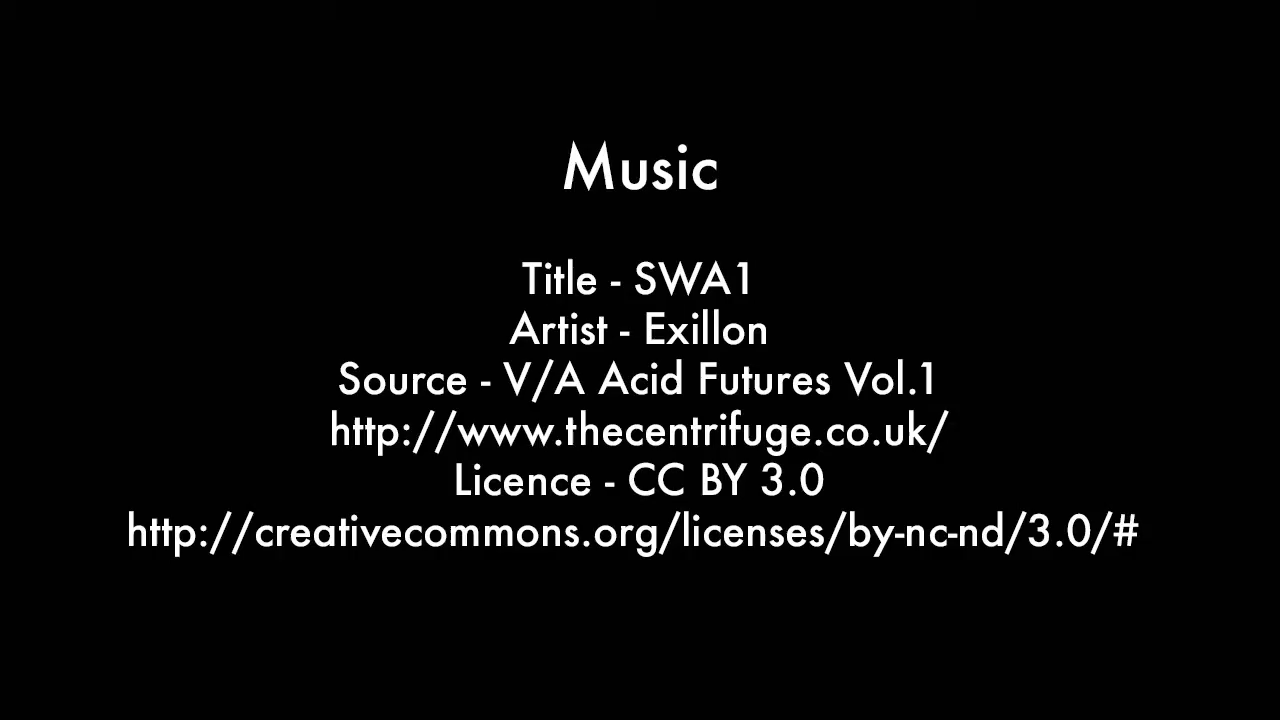 Music
Title - SWA1
Artist - Exillon
Source - V/A Acid Futures Vol.1
http://www.thecentrifuge.co.uk/
Licence - CC BY 3.0
http://creativecommons.org/licenses/by-nc-nd/3.0/#